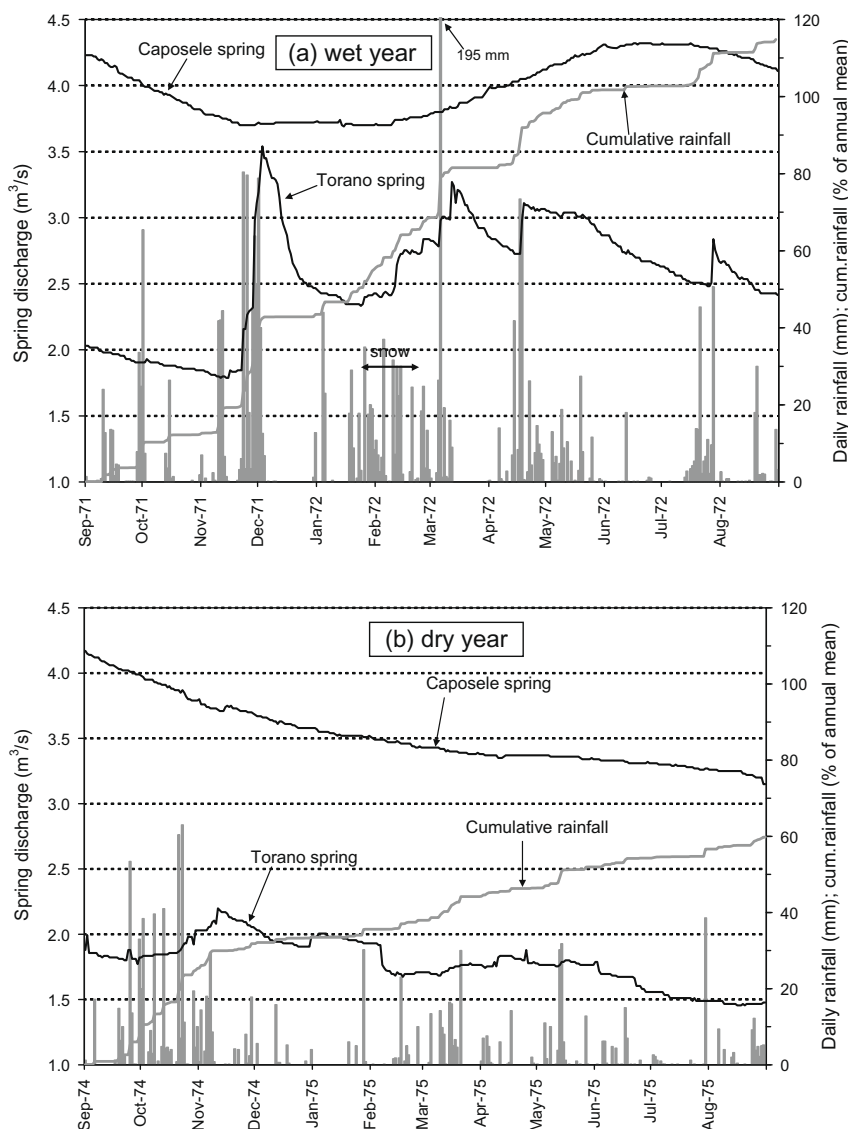 (a) wet year
Caposele spring
195 mm
Cumulative rainfall
Torano spring
snow
Spring discharge (m³/s)
4.5
4.0
3.5
3.0
2.5
2.0
1.5
1.0
Daily rainfall (mm); cum.rainfall (% of annual mean)
120
100
80
60
40
20
0
Sep-71
Oct-71
Nov-71
Dec-71
Jan-72
Feb-72
Mar-72
Apr-72
May-72
Jun-72
Jul-72
Aug-72
(b) dry year
Caposele spring
Cumulative rainfall
Torano spring
Spring discharge (m³/s)
4.5
4.0
3.5
3.0
2.5
2.0
1.5
1.0
Daily rainfall (mm); cum.rainfall (% of annual mean)
120
100
80
60
40
20
0
Sep-74
Oct-74
Nov-74
Dec-74
Jan-75
Feb-75
Mar-75
Apr-75
May-75
Jun-75
Jul-75
Aug-75